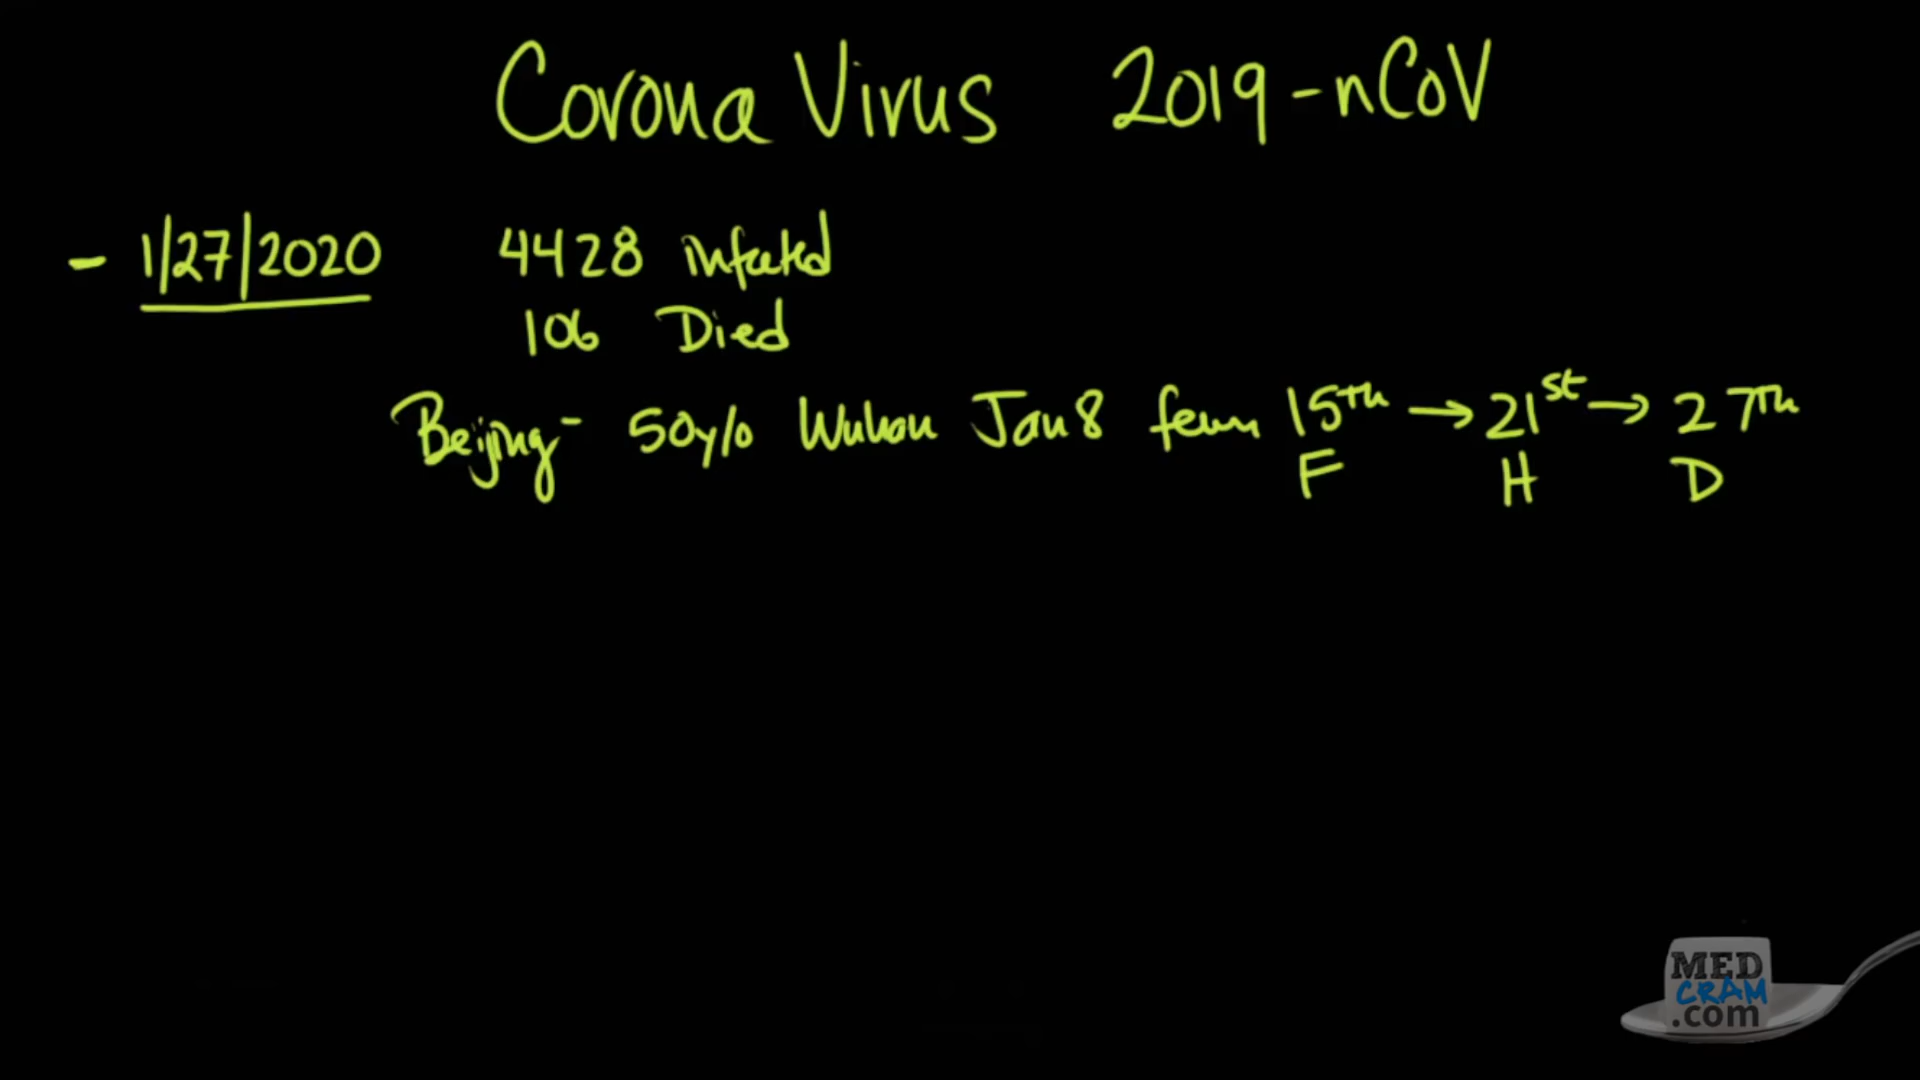 Corona Virus 2019-nCoV
- 1/27/2020 4428 infected
106 Died
Beijing- 50y/o Wuhan Jan 8 fever 15th → 21st → 27th
F H D
MED
CRAM
.com